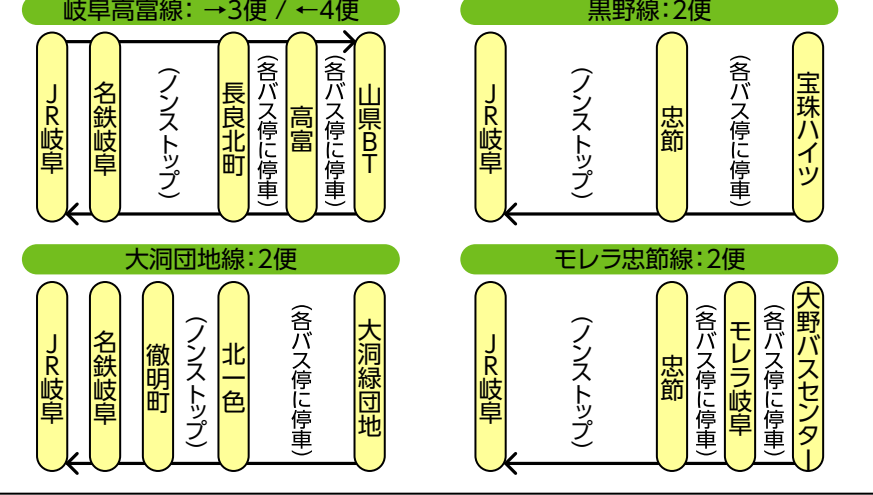 岐阜高富線：→3便 / ←4便
JR岐阜
名鉄岐阜
（ノンストップ）
長良北町
（各バス停に停車）
高富
（各バス停に停車）
山県BT
黒野線：2便
JR岐阜
（ノンストップ）
忠節
（各バス停に停車）
宝珠ハイツ
大洞団地線：2便
JR岐阜
名鉄岐阜
徹明町
（ノンストップ）
北一色
（各バス停に停車）
大洞緑団地
モレラ忠節線：2便
JR岐阜
（ノンストップ）
忠節
（各バス停に停車）
モレラ岐阜
（各バス停に停車）
大野バスセンター